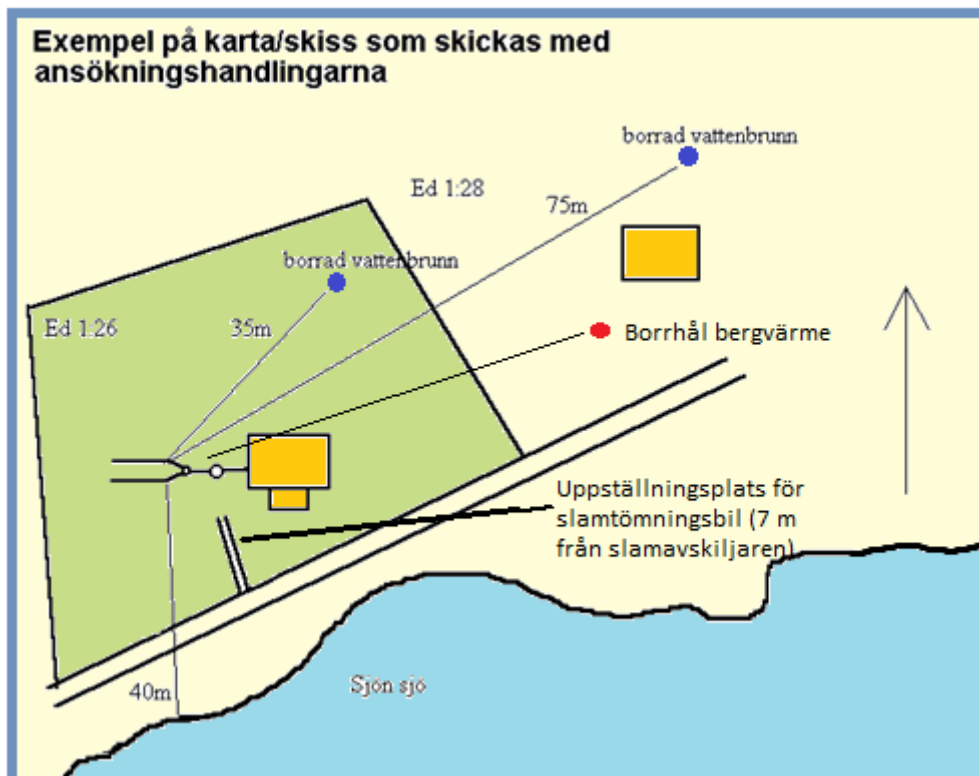 Exempel på karta/skiss som skickas med
ansökningshandlingarna
borrad vattenbrunn
Ed 1:28
75m
borrad vattenbrunn
Ed 1:26
35m
Borrhål bergvärme
Uppställningsplats för
slamtömningsbil (7 m
från slamavskiljaren)
40m
Sjön sjö